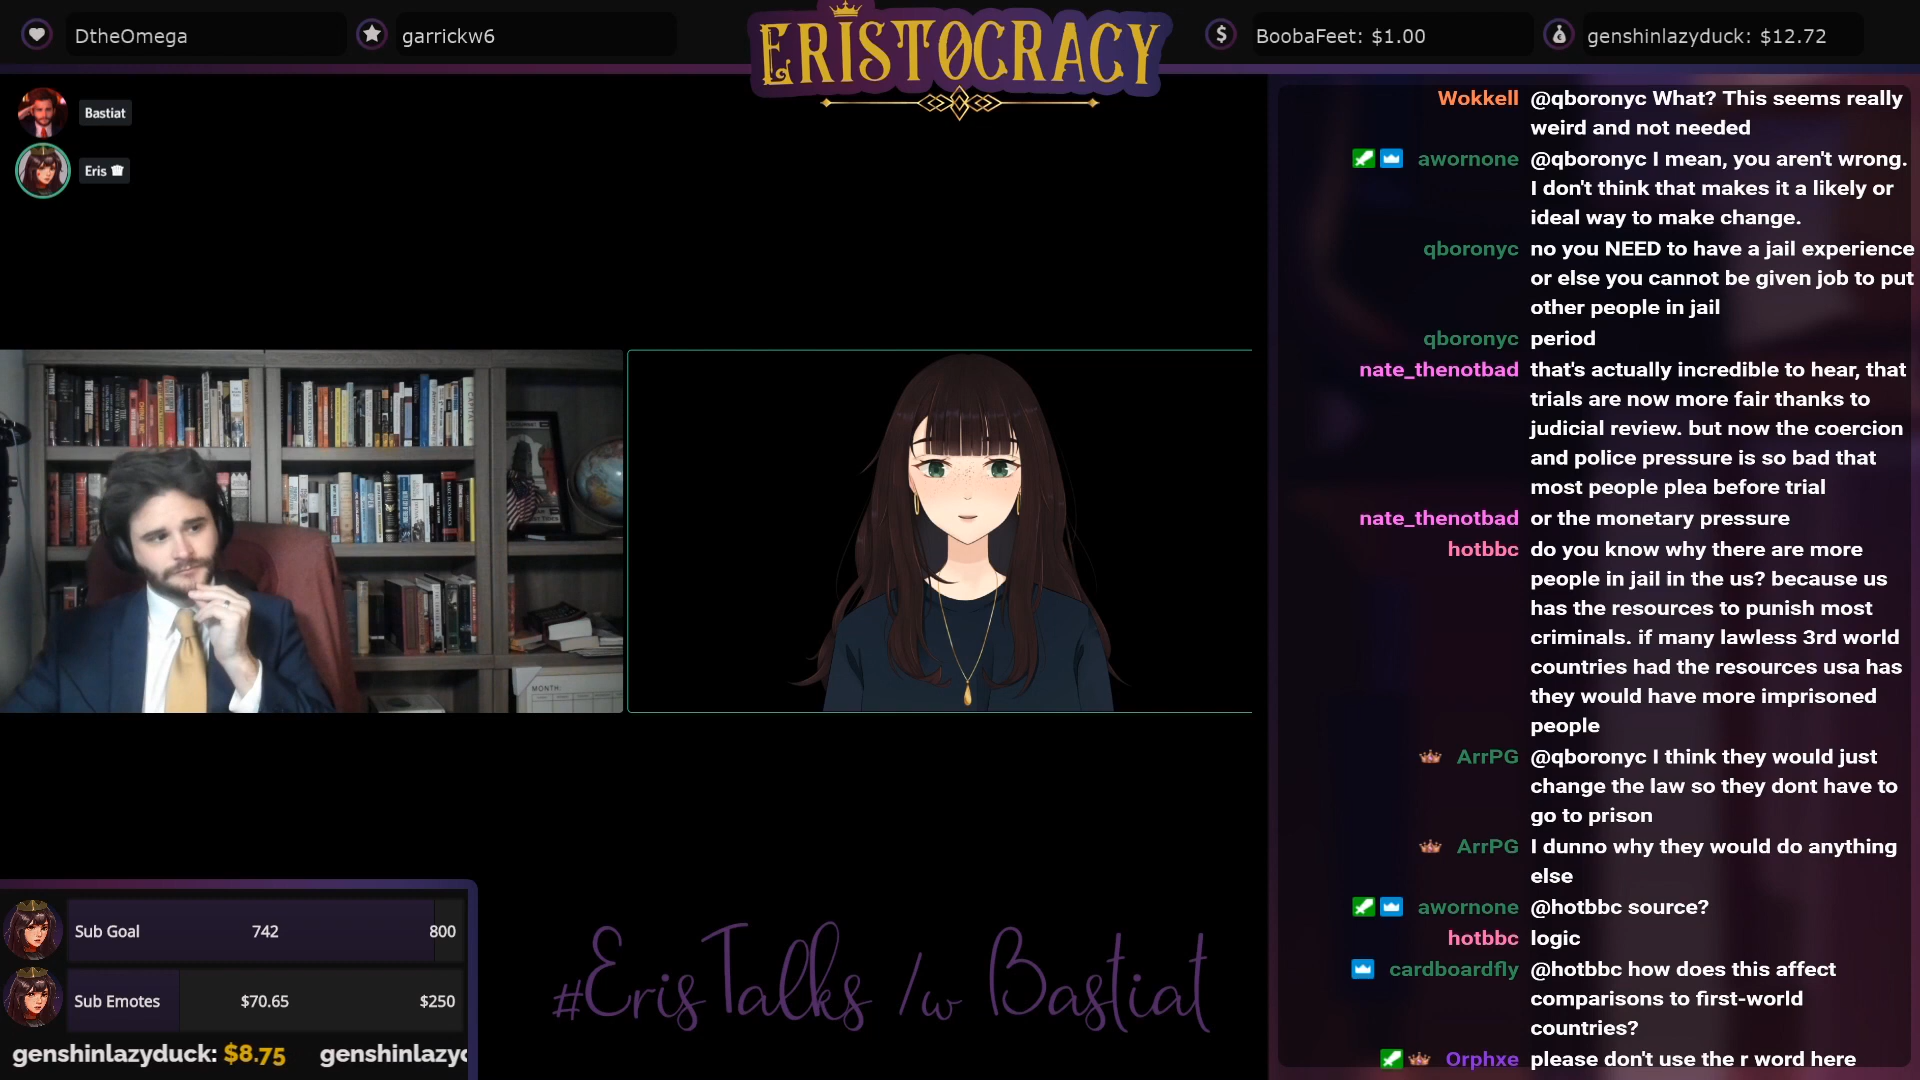 DtheOmega
garrickw6
ERISTOCRACY
BoobaFeet: $1.00
genshinlazyduck: $12.72
Bastiat
Eris
Wokkell @qboronyc What? This seems really
weird and not needed
awornone @qboronyc I mean, you aren't wrong.
I don't think that makes it a likely or
ideal way to make change.
qboronyc no you NEED to have a jail experience
or else you cannot be given job to put
other people in jail
qboronyc period
nate_thenotbad that's actually incredible to hear, that
trials are now more fair thanks to
judicial review. but now the coercion
and police pressure is so bad that
most people plea before trial
nate_thenotbad or the monetary pressure
hotbbc do you know why there are more
people in jail in the us? because us
has the resources to punish most
criminals. if many lawless 3rd world
countries had the resources usa has
they would have more imprisoned
people
ArrPG @qboronyc I think they would just
change the law so they dont have to
go to prison
ArrPG I dunno why they would do anything
else
awornone @hotbbc source?
hotbbc logic
cardboardfly @hotbbc how does this affect
comparisons to first-world
countries?
Orphxe please don't use the r word here
MONTH:
Sub Goal 742 800
Sub Emotes $70.65 $250
genshinlazyduck: $8.75 genshinlazy
#ErisTalks /w Bastiat